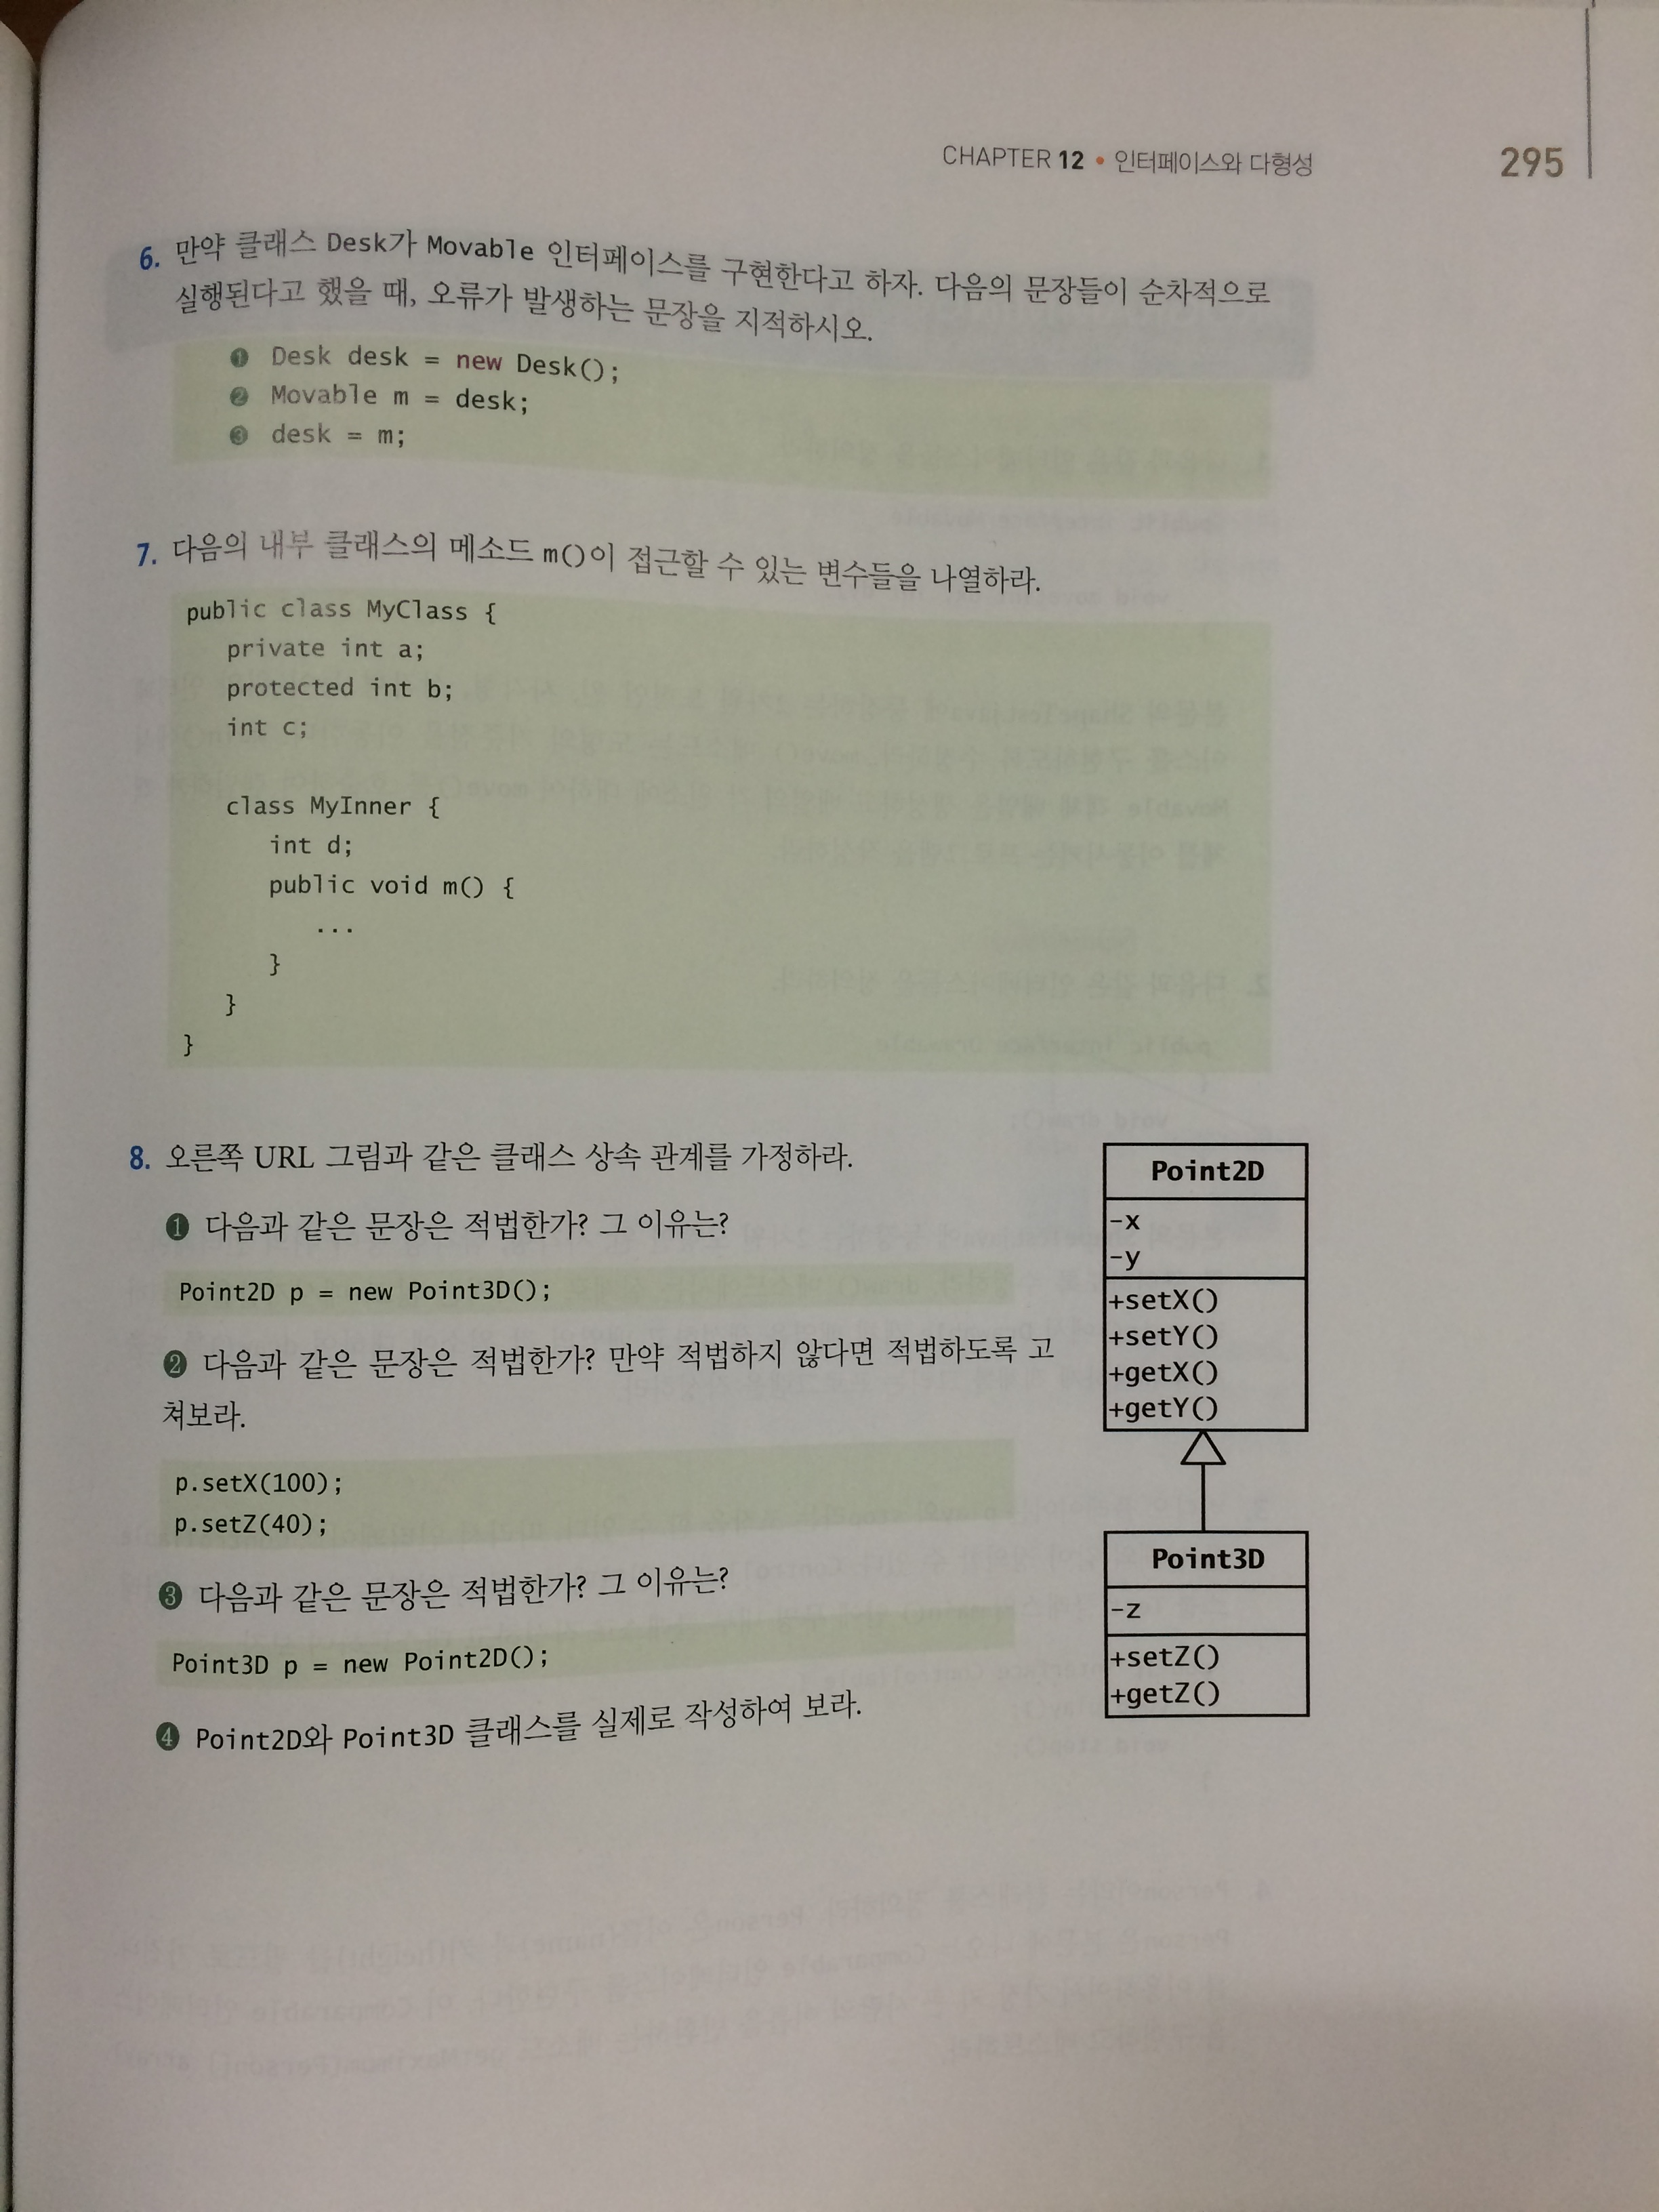 CHAPTER 12 • 인터페이스와 다형성 295
6. 만약 클래스 Desk가 Movable 인터페이스를 구현한다고 하자. 다음의 문장들이 순차적으로
실행된다고 했을 때, 오류가 발생하는 문장을 지적하시오.
❶ Desk desk = new Desk();
❷ Movable m = desk;
❸ desk = m;
7. 다음의 내부 클래스의 메소드 m()이 접근할 수 있는 변수들을 나열하라.
public class MyClass {
private int a;
protected int b;
int c;
class MyInner {
int d;
public void m() {
...
}
}
}
8. 오른쪽 URL 그림과 같은 클래스 상속 관계를 가정하라.
❶ 다음과 같은 문장은 적법한가? 그 이유는?
Point2D p = new Point3D();
❷ 다음과 같은 문장은 적법한가? 만약 적법하지 않다면 적법하도록 고
쳐보라.
p.setX(100);
p.setZ(40);
❸ 다음과 같은 문장은 적법한가? 그 이유는?
Point3D p = new Point2D();
❹ Point2D와 Point3D 클래스를 실제로 작성하여 보라.
Point2D
-x
-y
+setX()
+setY()
+getX()
+getY()
Point3D
-z
+setZ()
+getZ()